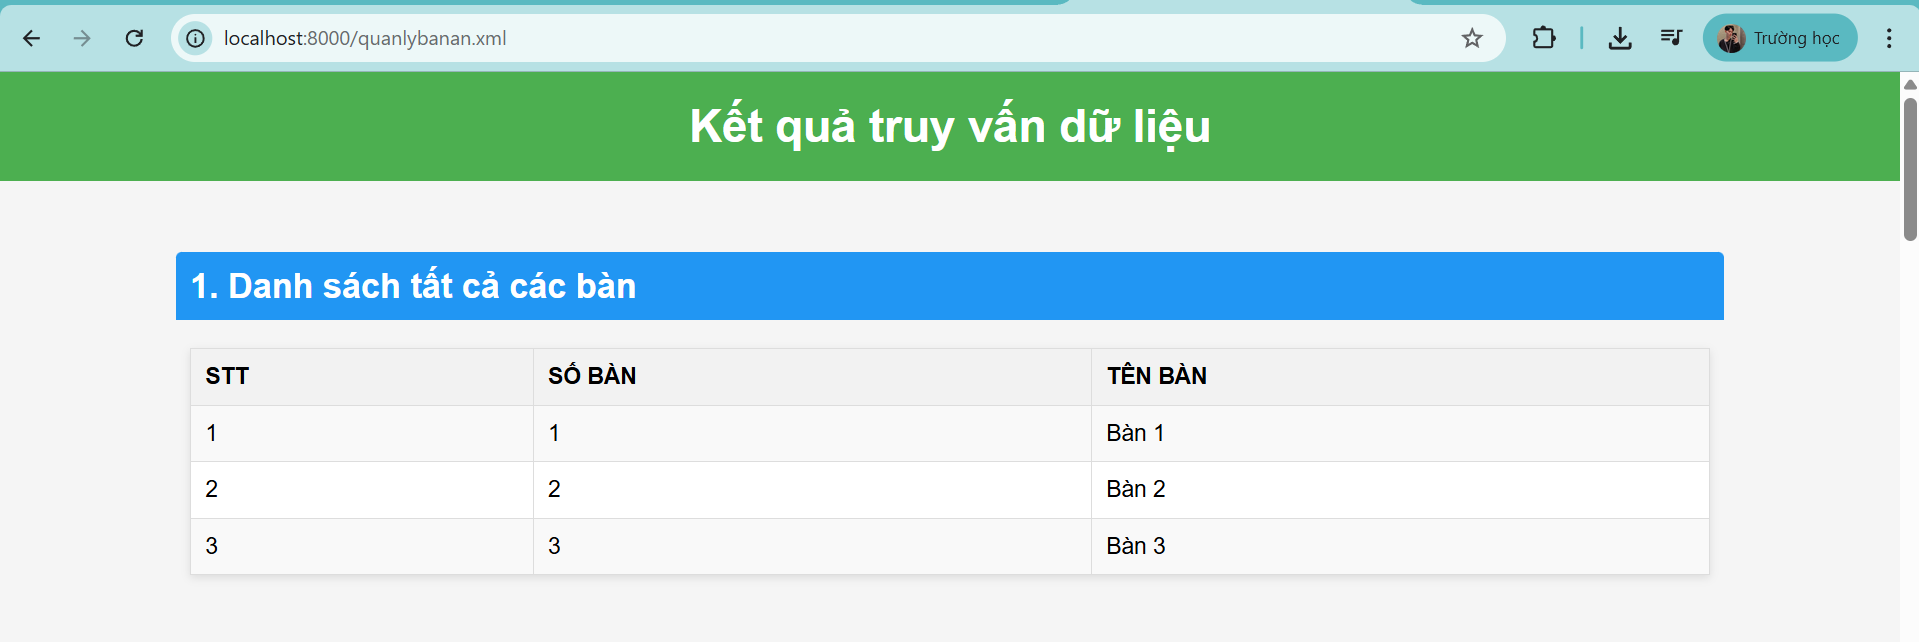 localhost:8000/quanlybanan.xml
Trường học
Kết quả truy vấn dữ liệu
1. Danh sách tất cả các bàn
STT SỐ BÀN TÊN BÀN
1 1 Bàn 1
2 2 Bàn 2
3 3 Bàn 3